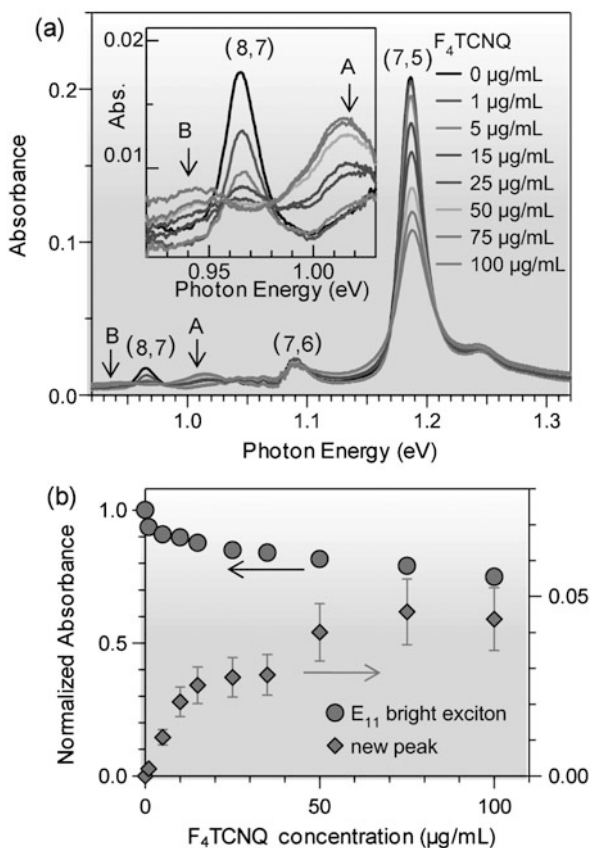 (a)
F₄TCNQ
0 µg/mL
1 µg/mL
5 µg/mL
15 µg/mL
25 µg/mL
50 µg/mL
75 µg/mL
100 µg/mL
(7,5)
0.02
0.01
Abs.
(8,7)
A
B
0.95
1.00
Photon Energy (eV)
0.2
0.1
0.0
Absorbance
B
(8,7)
A
(7,6)
1.0
1.1
1.2
1.3
Photon Energy (eV)
(b)
1.0
0.5
0.0
Normalized Absorbance
0.05
0.00
E₁₁ bright exciton
new peak
0
50
100
F₄TCNQ concentration (µg/mL)